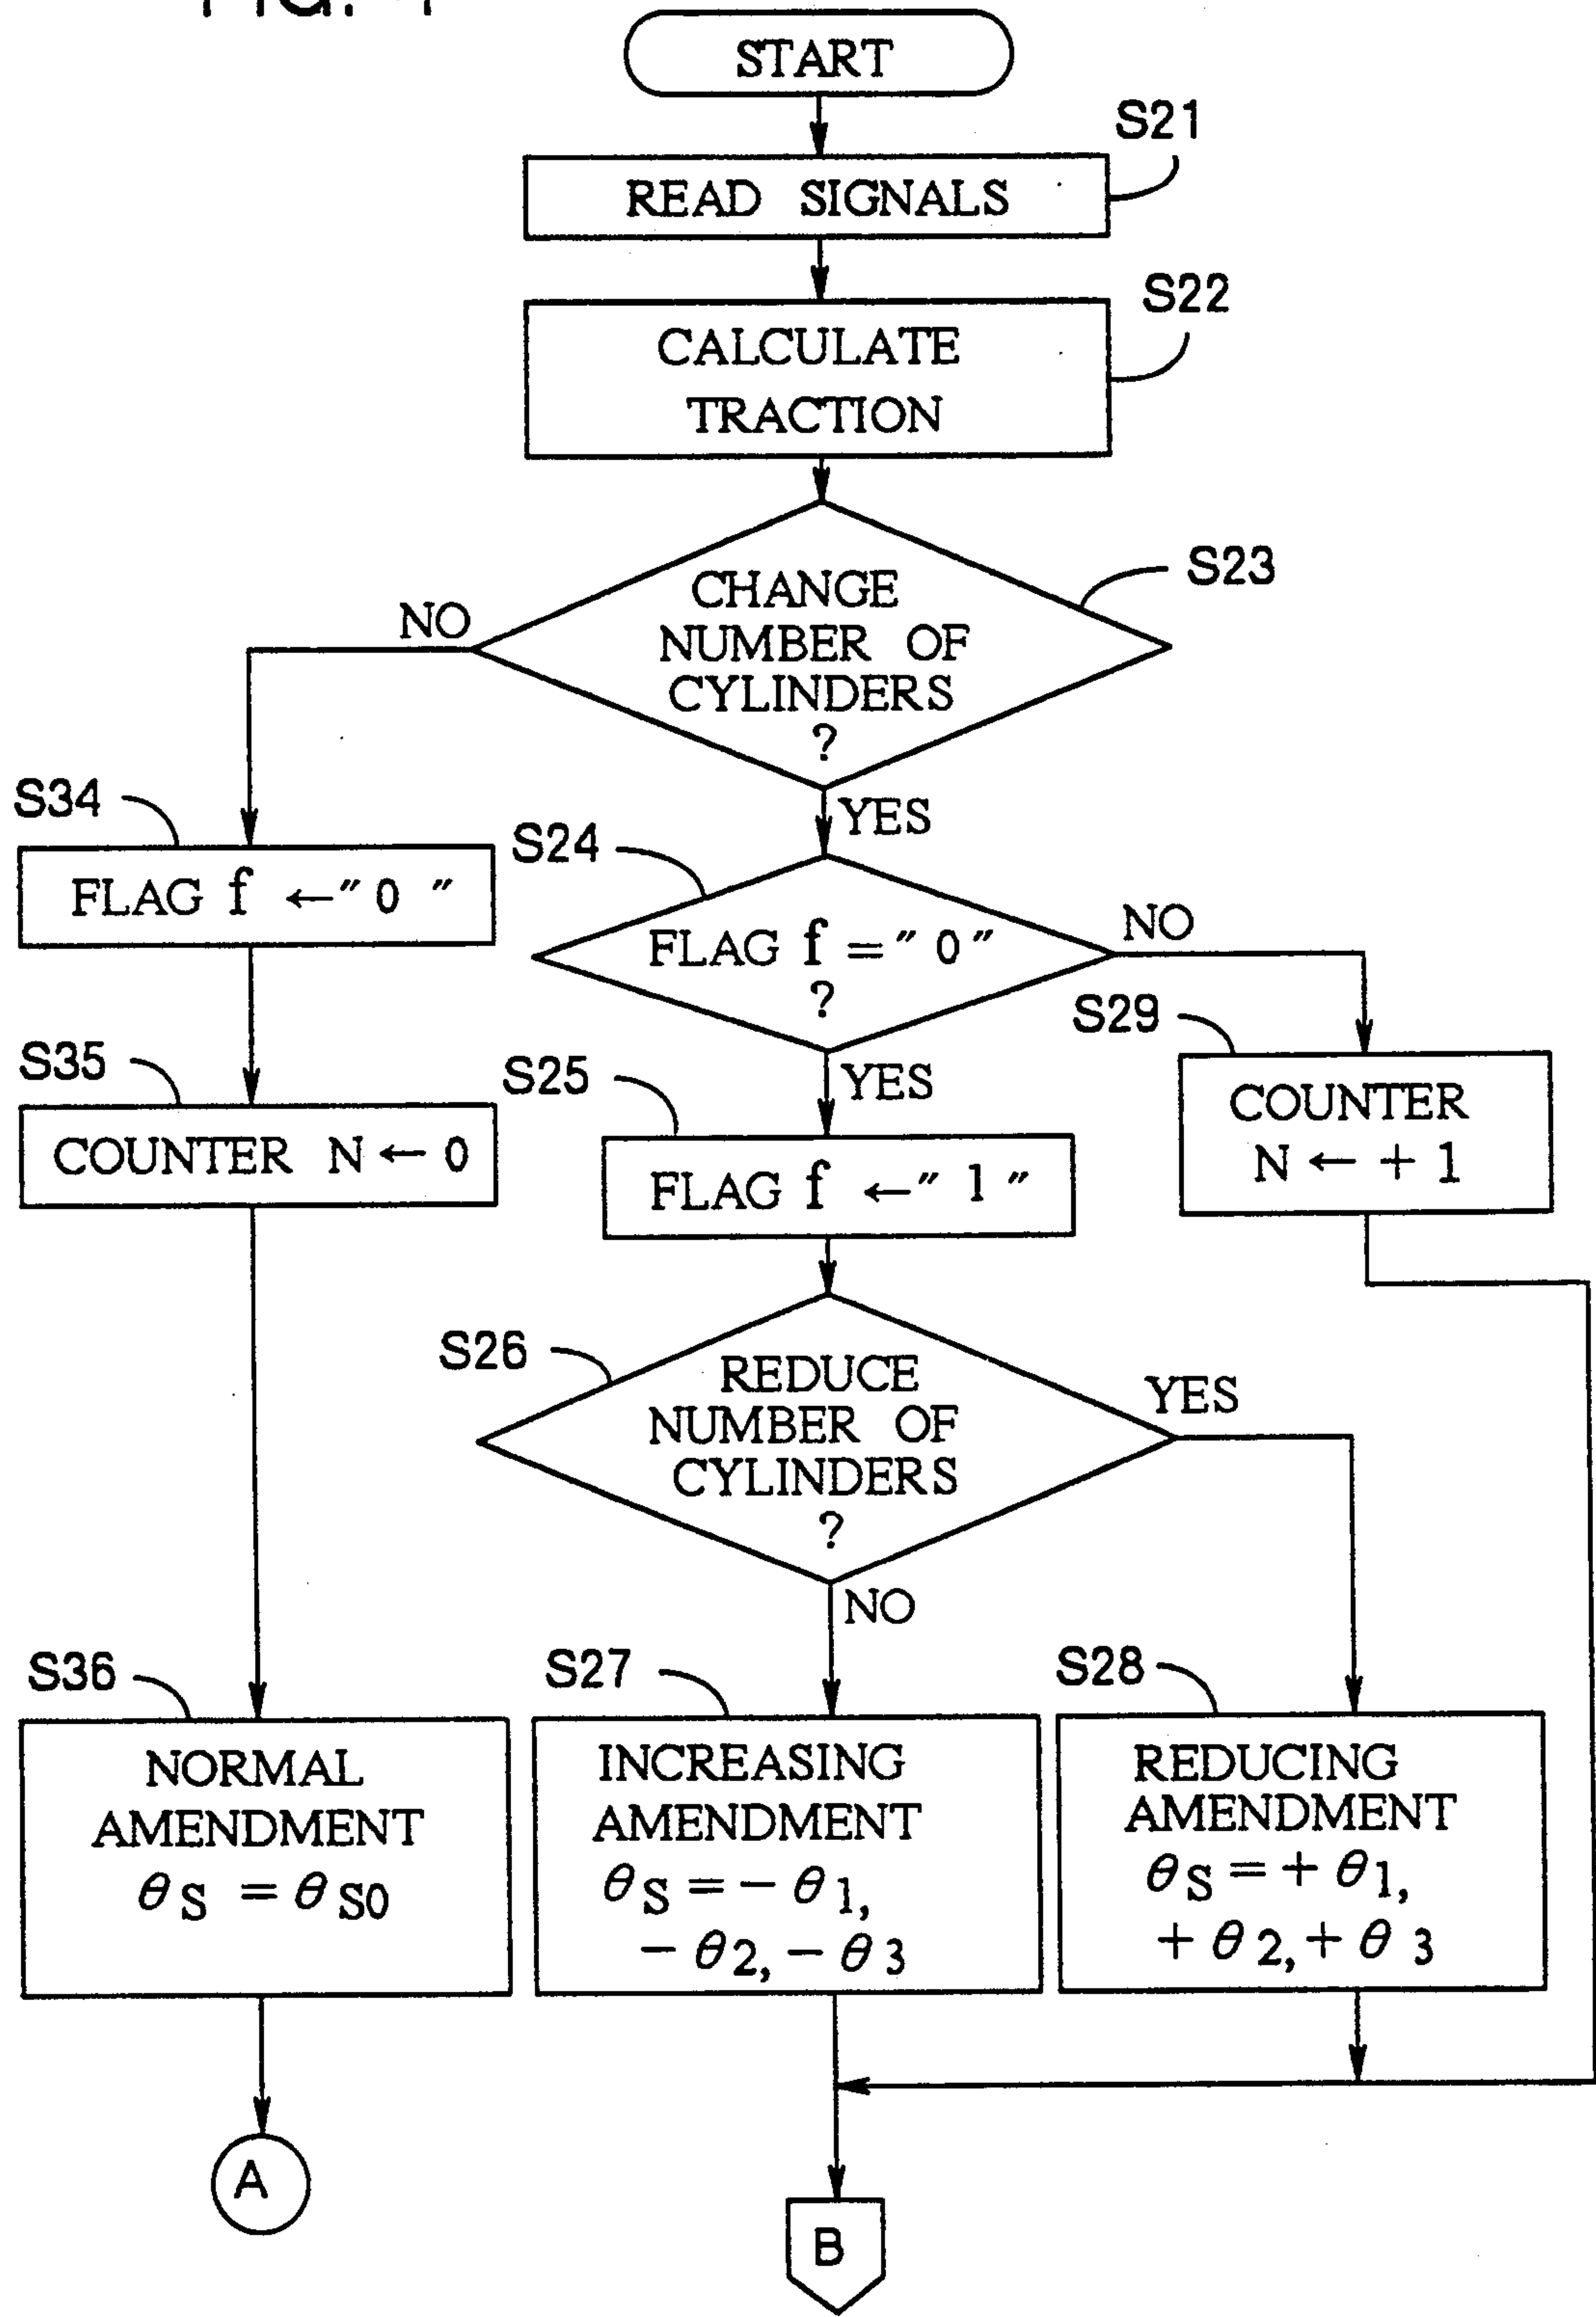 START
S21
READ SIGNALS
S22
CALCULATE
TRACTION
S23
CHANGE
NUMBER OF
CYLINDERS
?
NO
YES
S34
FLAG f ←" 0 "
S24
FLAG f = " 0 "
?
NO
YES
S29
COUNTER
N ← + 1
S35
COUNTER N ← 0
S25
FLAG f ←" 1 "
S26
REDUCE
NUMBER OF
CYLINDERS
?
YES
NO
S36
NORMAL
AMENDMENT
θS = θS0
S27
INCREASING
AMENDMENT
θS = − θ1,
− θ2, − θ3
S28
REDUCING
AMENDMENT
θS = + θ1,
+ θ2, + θ3
A
B